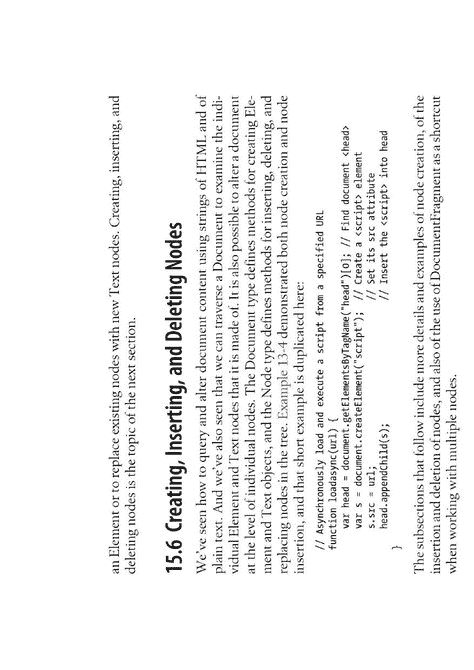 an Element or to replace existing nodes with new Text nodes. Creating, inserting, and
deleting nodes is the topic of the next section.
15.6 Creating, Inserting, and Deleting Nodes
We've seen how to query and alter document content using strings of HTML and of
plain text. And we've also seen that we can traverse a Document to examine the indi-
vidual Element and Text nodes that it is made of. It is also possible to alter a document
at the level of individual nodes. The Document type defines methods for creating Ele-
ment and Text objects, and the Node type defines methods for inserting, deleting, and
replacing nodes in the tree. Example 13-4 demonstrated both node creation and node
insertion, and that short example is duplicated here:
// Asynchronously load and execute a script from a specified URL
function loadasync(url) {
var head = document.getElementsByTagName("head")[0]; // Find document <head>
var s = document.createElement("script"); // Create a <script> element
s.src = url; // Set its src attribute
head.appendChild(s); // Insert the <script> into head
}
The subsections that follow include more details and examples of node creation, of the
insertion and deletion of nodes, and also of the use of DocumentFragment as a shortcut
when working with multiple nodes.